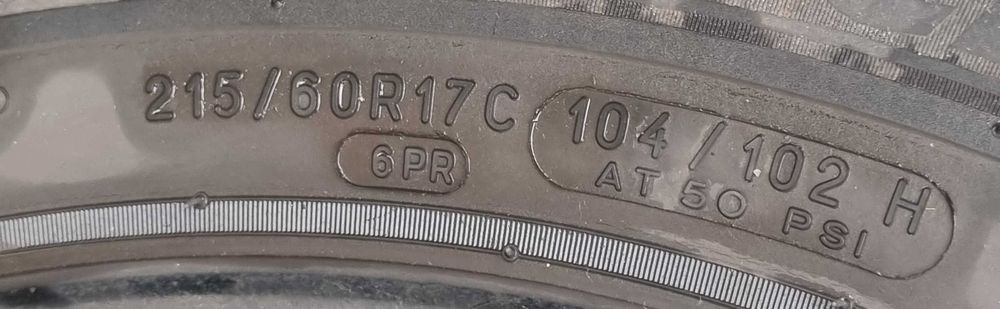 215/60R17C 104/102 H
6PR AT 50 PSI